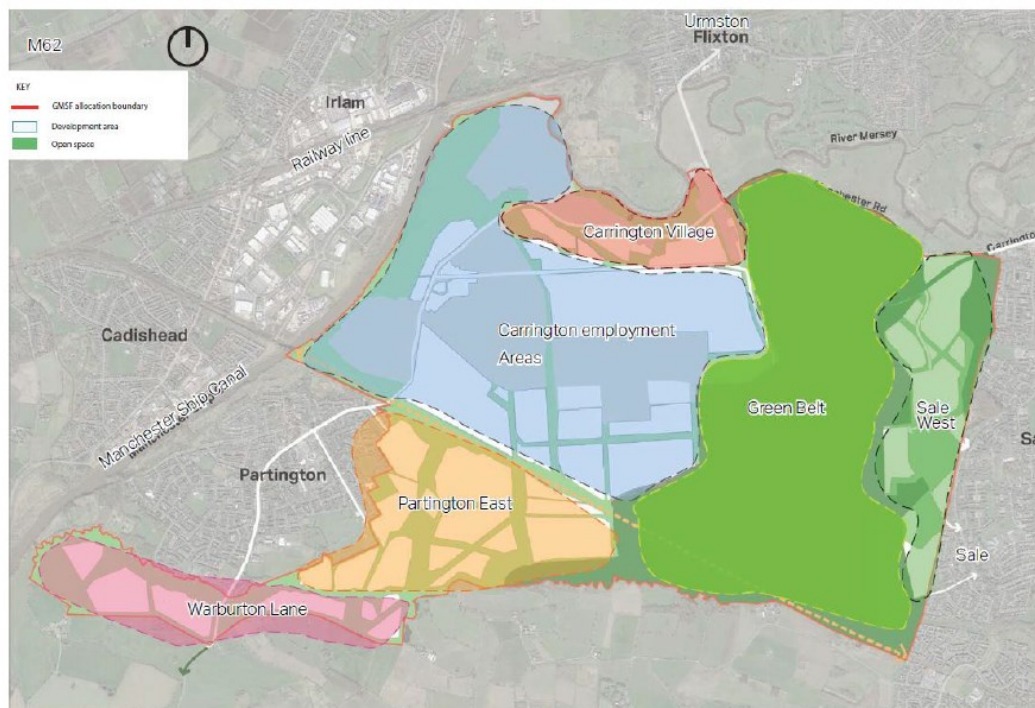 M62
KEY
GMSF allocation boundary
Development area
Open space
Urmston
Flixton
Irlam
Railway line
River Mersey
Carrington Village
Cadishead
Carrington employment
Areas
Manchester Ship Canal
Green Belt
Sale
West
Partington
Partington East
Sale
Warburton Lane